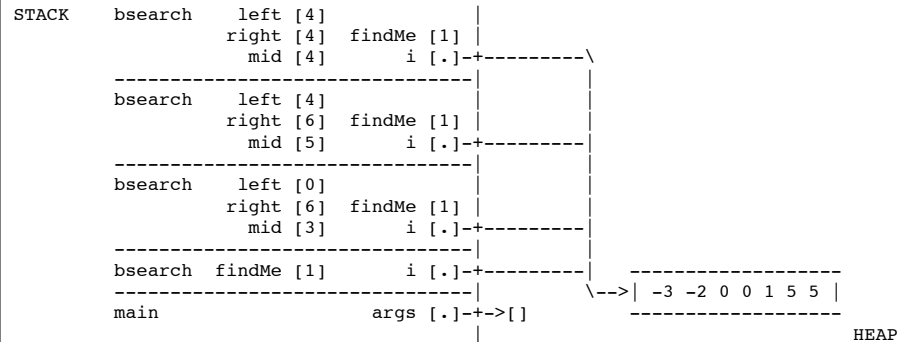 STACK    bsearch    left [4]                |
                   right [4]  findMe [1] |
                     mid [4]       i [.]-+---------\
         --------------------------------|         |
         bsearch    left [4]             |         |
                   right [6]  findMe [1] |         |
                     mid [5]       i [.]-+---------|
         --------------------------------|         |
         bsearch    left [0]             |         |
                   right [6]  findMe [1] |         |
                     mid [3]       i [.]-+---------|
         --------------------------------|         |
         bsearch  findMe [1]       i [.]-+---------|   -------------------
         --------------------------------|         \-->| -3 -2 0 0 1 5 5 |
         main                   args [.]-+->[]         -------------------
                                         |                                 HEAP